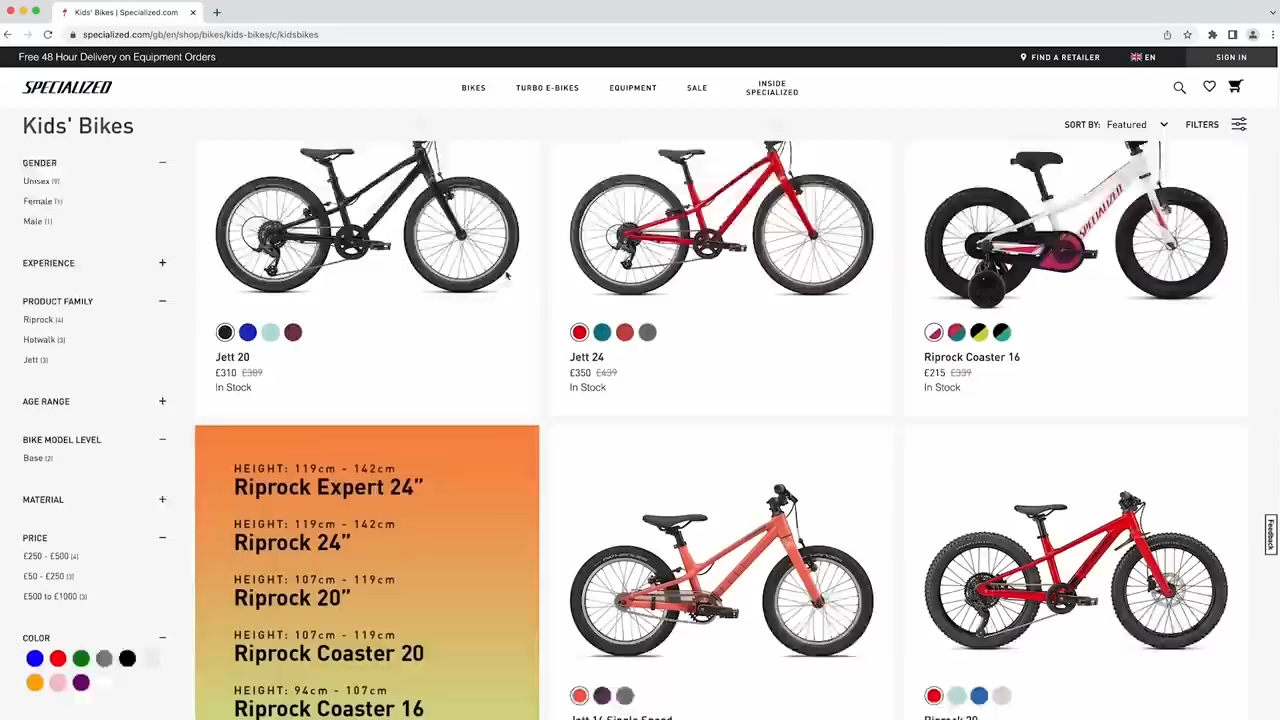 Kids' Bikes | Specialized.com
specialized.com/gb/en/shop/bikes/kids-bikes/c/kidsbikes
Free 48 Hour Delivery on Equipment Orders
FIND A RETAILER
EN
SIGN IN
SPECIALIZED
BIKES
TURBO E-BIKES
EQUIPMENT
SALE
INSIDE
SPECIALIZED
Kids' Bikes
SORT BY: Featured
FILTERS
GENDER
Unisex (9)
Female (1)
Male (1)
EXPERIENCE
PRODUCT FAMILY
Riprock (4)
Hotwalk (3)
Jett (3)
AGE RANGE
BIKE MODEL LEVEL
Base (2)
MATERIAL
PRICE
£250 - £500 (4)
£50 - £250 (3)
£500 to £1000 (3)
COLOR
SPECIALIZED
Jett 20
£310 £389
In Stock
Jett 24
£350 £439
In Stock
Riprock Coaster 16
£215 £339
In Stock
HEIGHT: 119cm - 142cm
Riprock Expert 24”
HEIGHT: 119cm - 142cm
Riprock 24”
HEIGHT: 107cm - 119cm
Riprock 20”
HEIGHT: 107cm - 119cm
Riprock Coaster 20
HEIGHT: 94cm - 107cm
Riprock Coaster 16
Jett 16 Single Speed
Riprock 20
Feedback